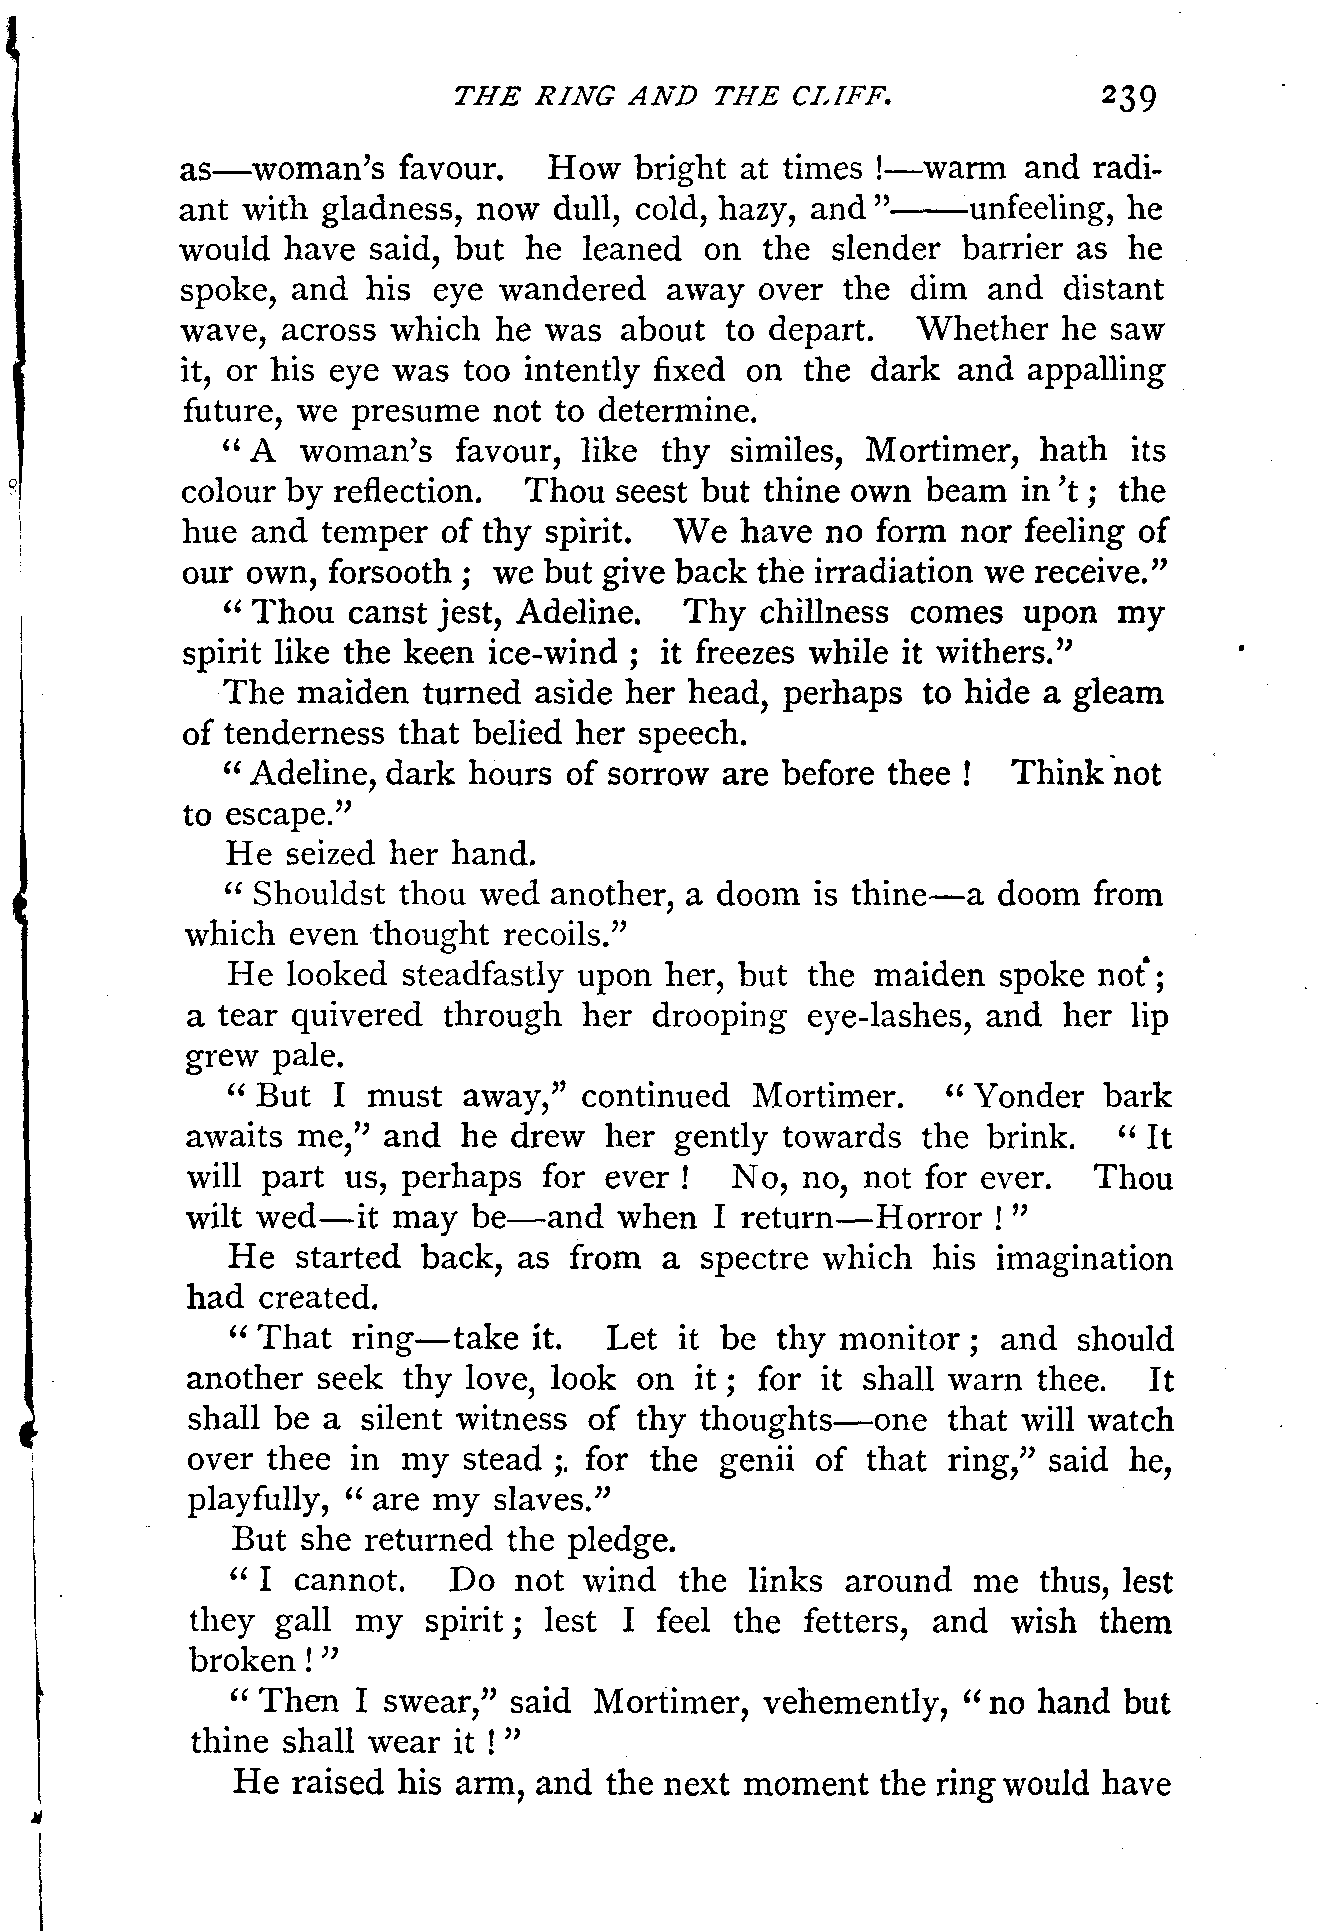 THE RING AND THE CLIFF. 239
as—woman's favour. How bright at times !—warm and radi-
ant with gladness, now dull, cold, hazy, and"——unfeeling, he
would have said, but he leaned on the slender barrier as he
spoke, and his eye wandered away over the dim and distant
wave, across which he was about to depart. Whether he saw
it, or his eye was too intently fixed on the dark and appalling
future, we presume not to determine.
"A woman's favour, like thy similes, Mortimer, hath its
colour by reflection. Thou seest but thine own beam in 't ; the
hue and temper of thy spirit. We have no form nor feeling of
our own, forsooth ; we but give back the irradiation we receive."
"Thou canst jest, Adeline. Thy chillness comes upon my
spirit like the keen ice-wind ; it freezes while it withers."
The maiden turned aside her head, perhaps to hide a gleam
of tenderness that belied her speech.
"Adeline, dark hours of sorrow are before thee ! Think not
to escape."
He seized her hand.
"Shouldst thou wed another, a doom is thine—a doom from
which even thought recoils."
He looked steadfastly upon her, but the maiden spoke not ;
a tear quivered through her drooping eye-lashes, and her lip
grew pale.
"But I must away," continued Mortimer. "Yonder bark
awaits me," and he drew her gently towards the brink. "It
will part us, perhaps for ever ! No, no, not for ever. Thou
wilt wed—it may be—and when I return—Horror !"
He started back, as from a spectre which his imagination
had created.
"That ring—take it. Let it be thy monitor ; and should
another seek thy love, look on it ; for it shall warn thee. It
shall be a silent witness of thy thoughts—one that will watch
over thee in my stead ; for the genii of that ring," said he,
playfully, "are my slaves."
But she returned the pledge.
"I cannot. Do not wind the links around me thus, lest
they gall my spirit ; lest I feel the fetters, and wish them
broken !"
"Then I swear," said Mortimer, vehemently, "no hand but
thine shall wear it !"
He raised his arm, and the next moment the ring would have